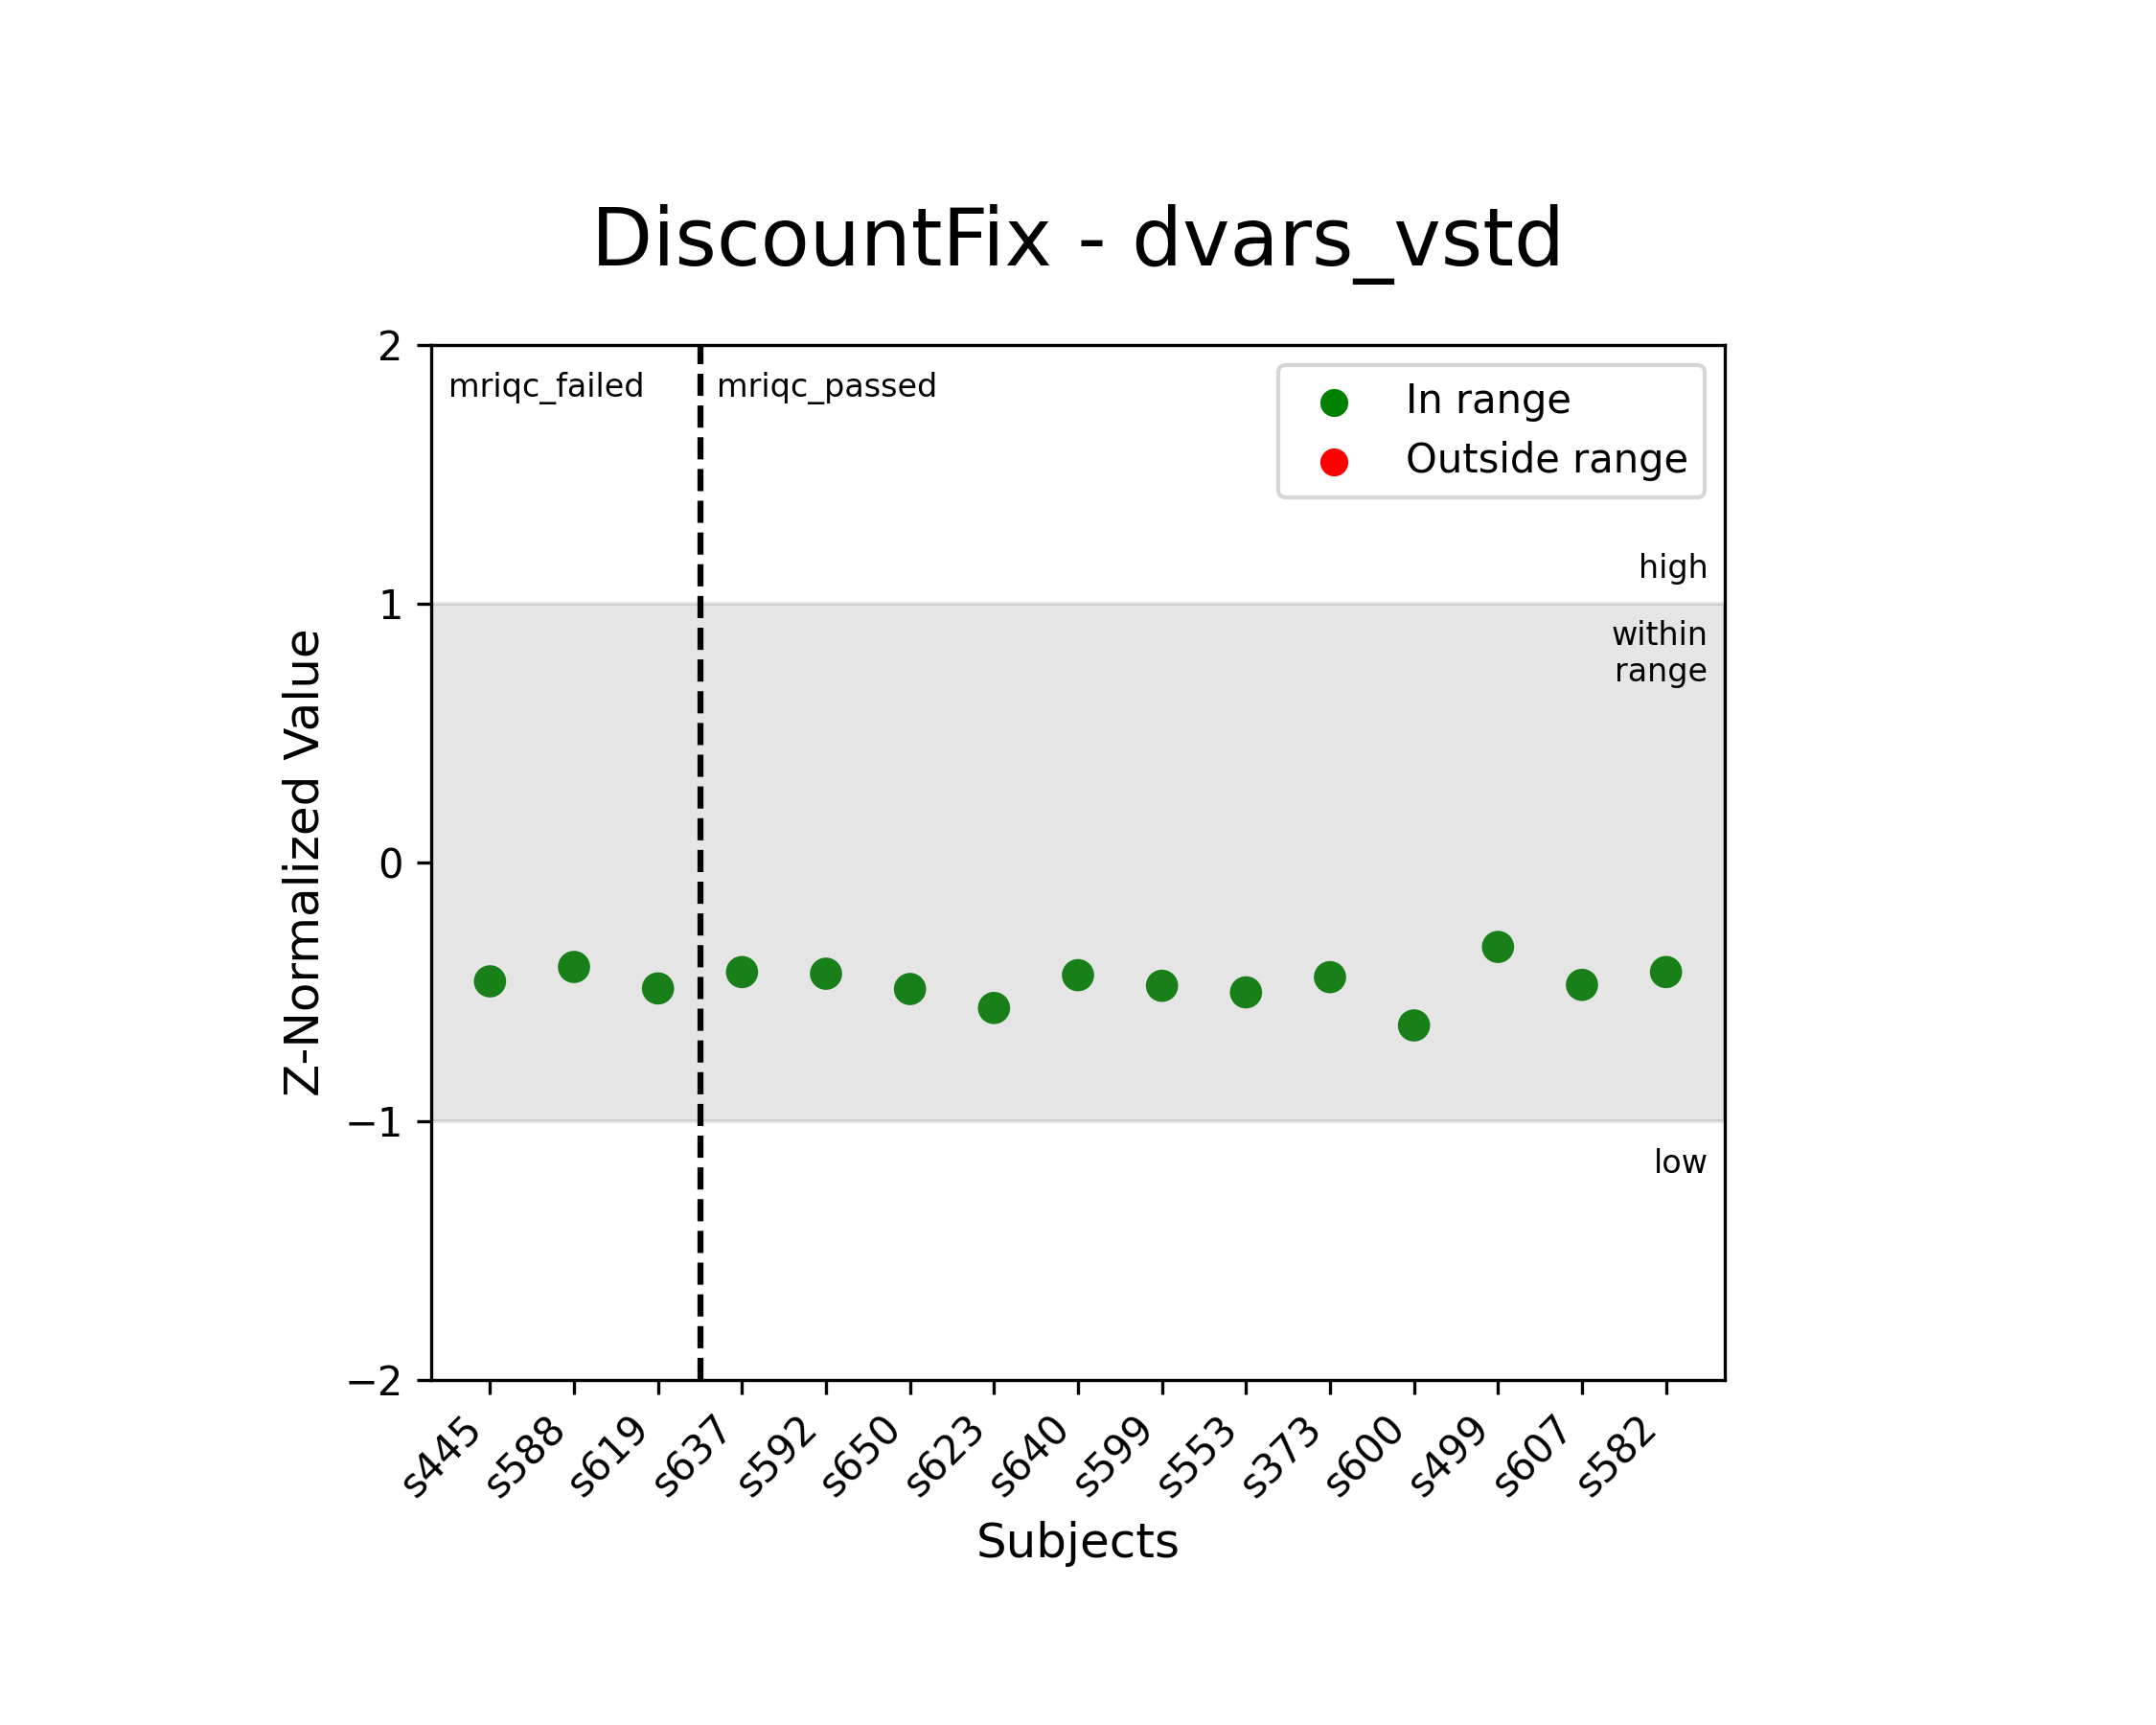 DiscountFix - dvars_vstd
2
mriqc_failed
mriqc_passed
In range
Outside range
high
1
within
range
Z-Normalized Value
0
−1
low
−2
s445
s588
s619
s637
s592
s650
s623
s640
s599
s553
s373
s600
s499
s607
s582
Subjects